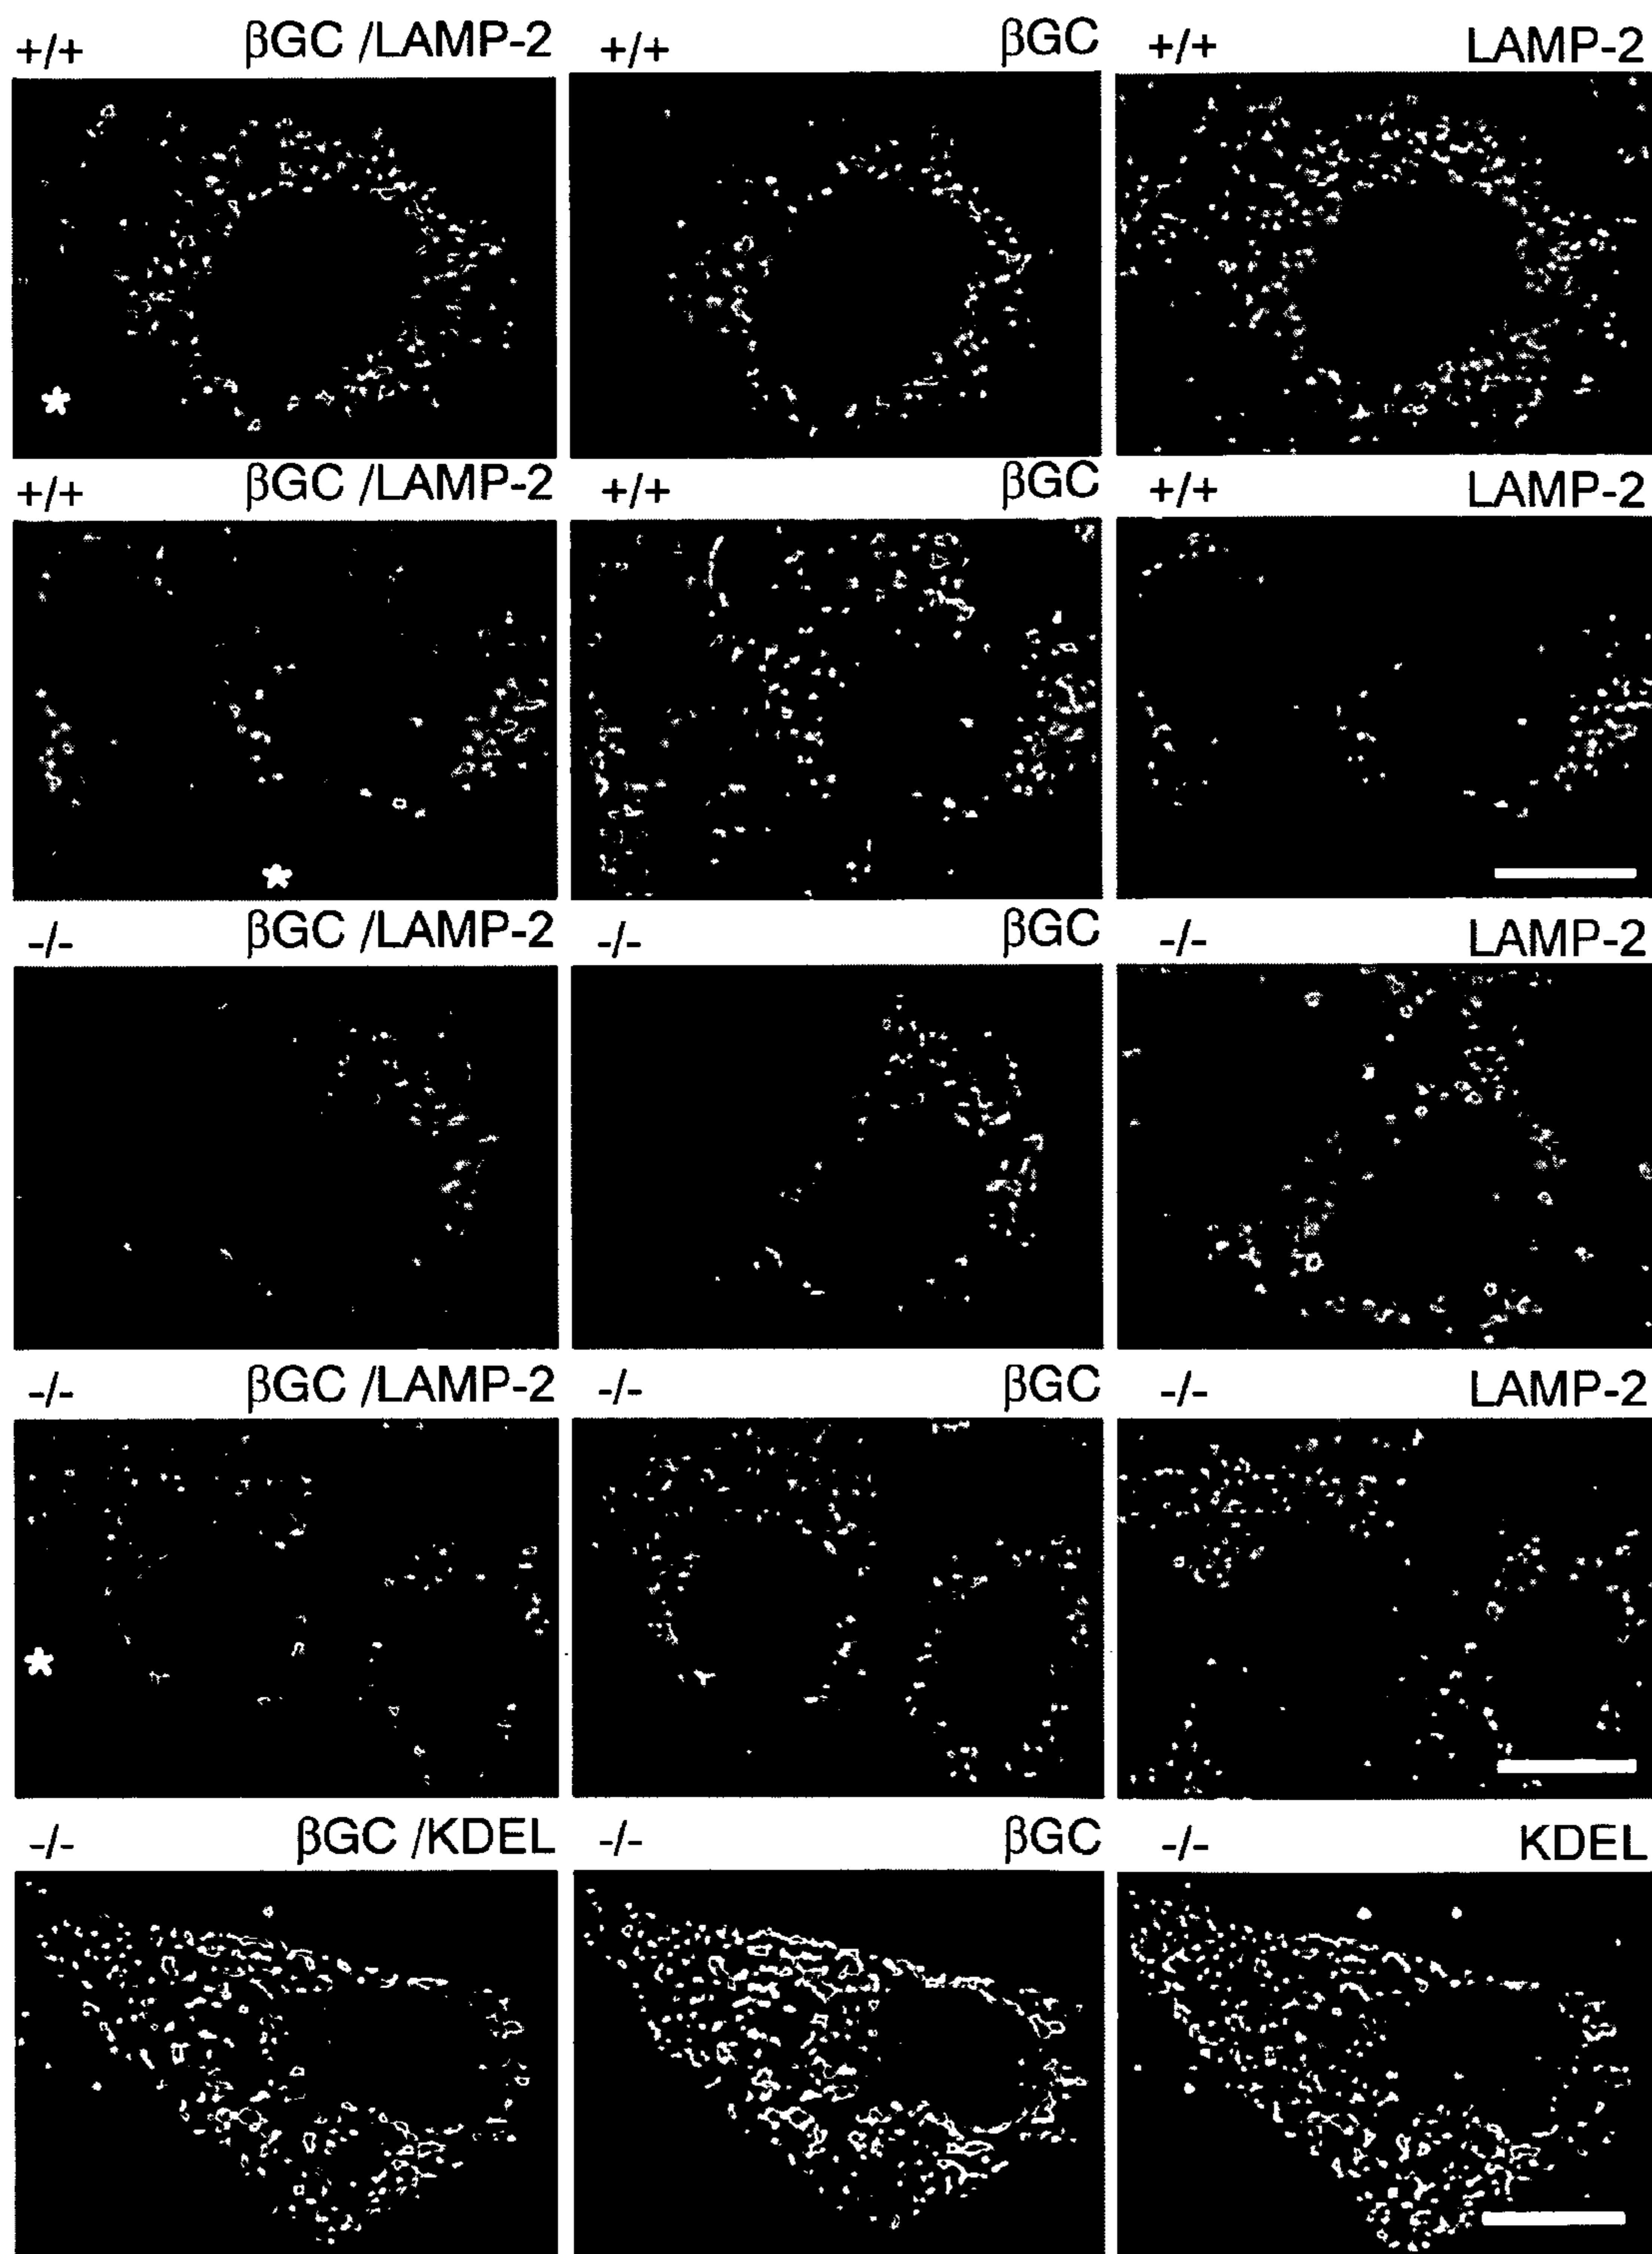 +/+ βGC /LAMP-2 +/+ βGC +/+ LAMP-2
+/+ βGC /LAMP-2 +/+ βGC +/+ LAMP-2
-/- βGC /LAMP-2 -/- βGC -/- LAMP-2
-/- βGC /LAMP-2 -/- βGC -/- LAMP-2
-/- βGC /KDEL -/- βGC -/- KDEL